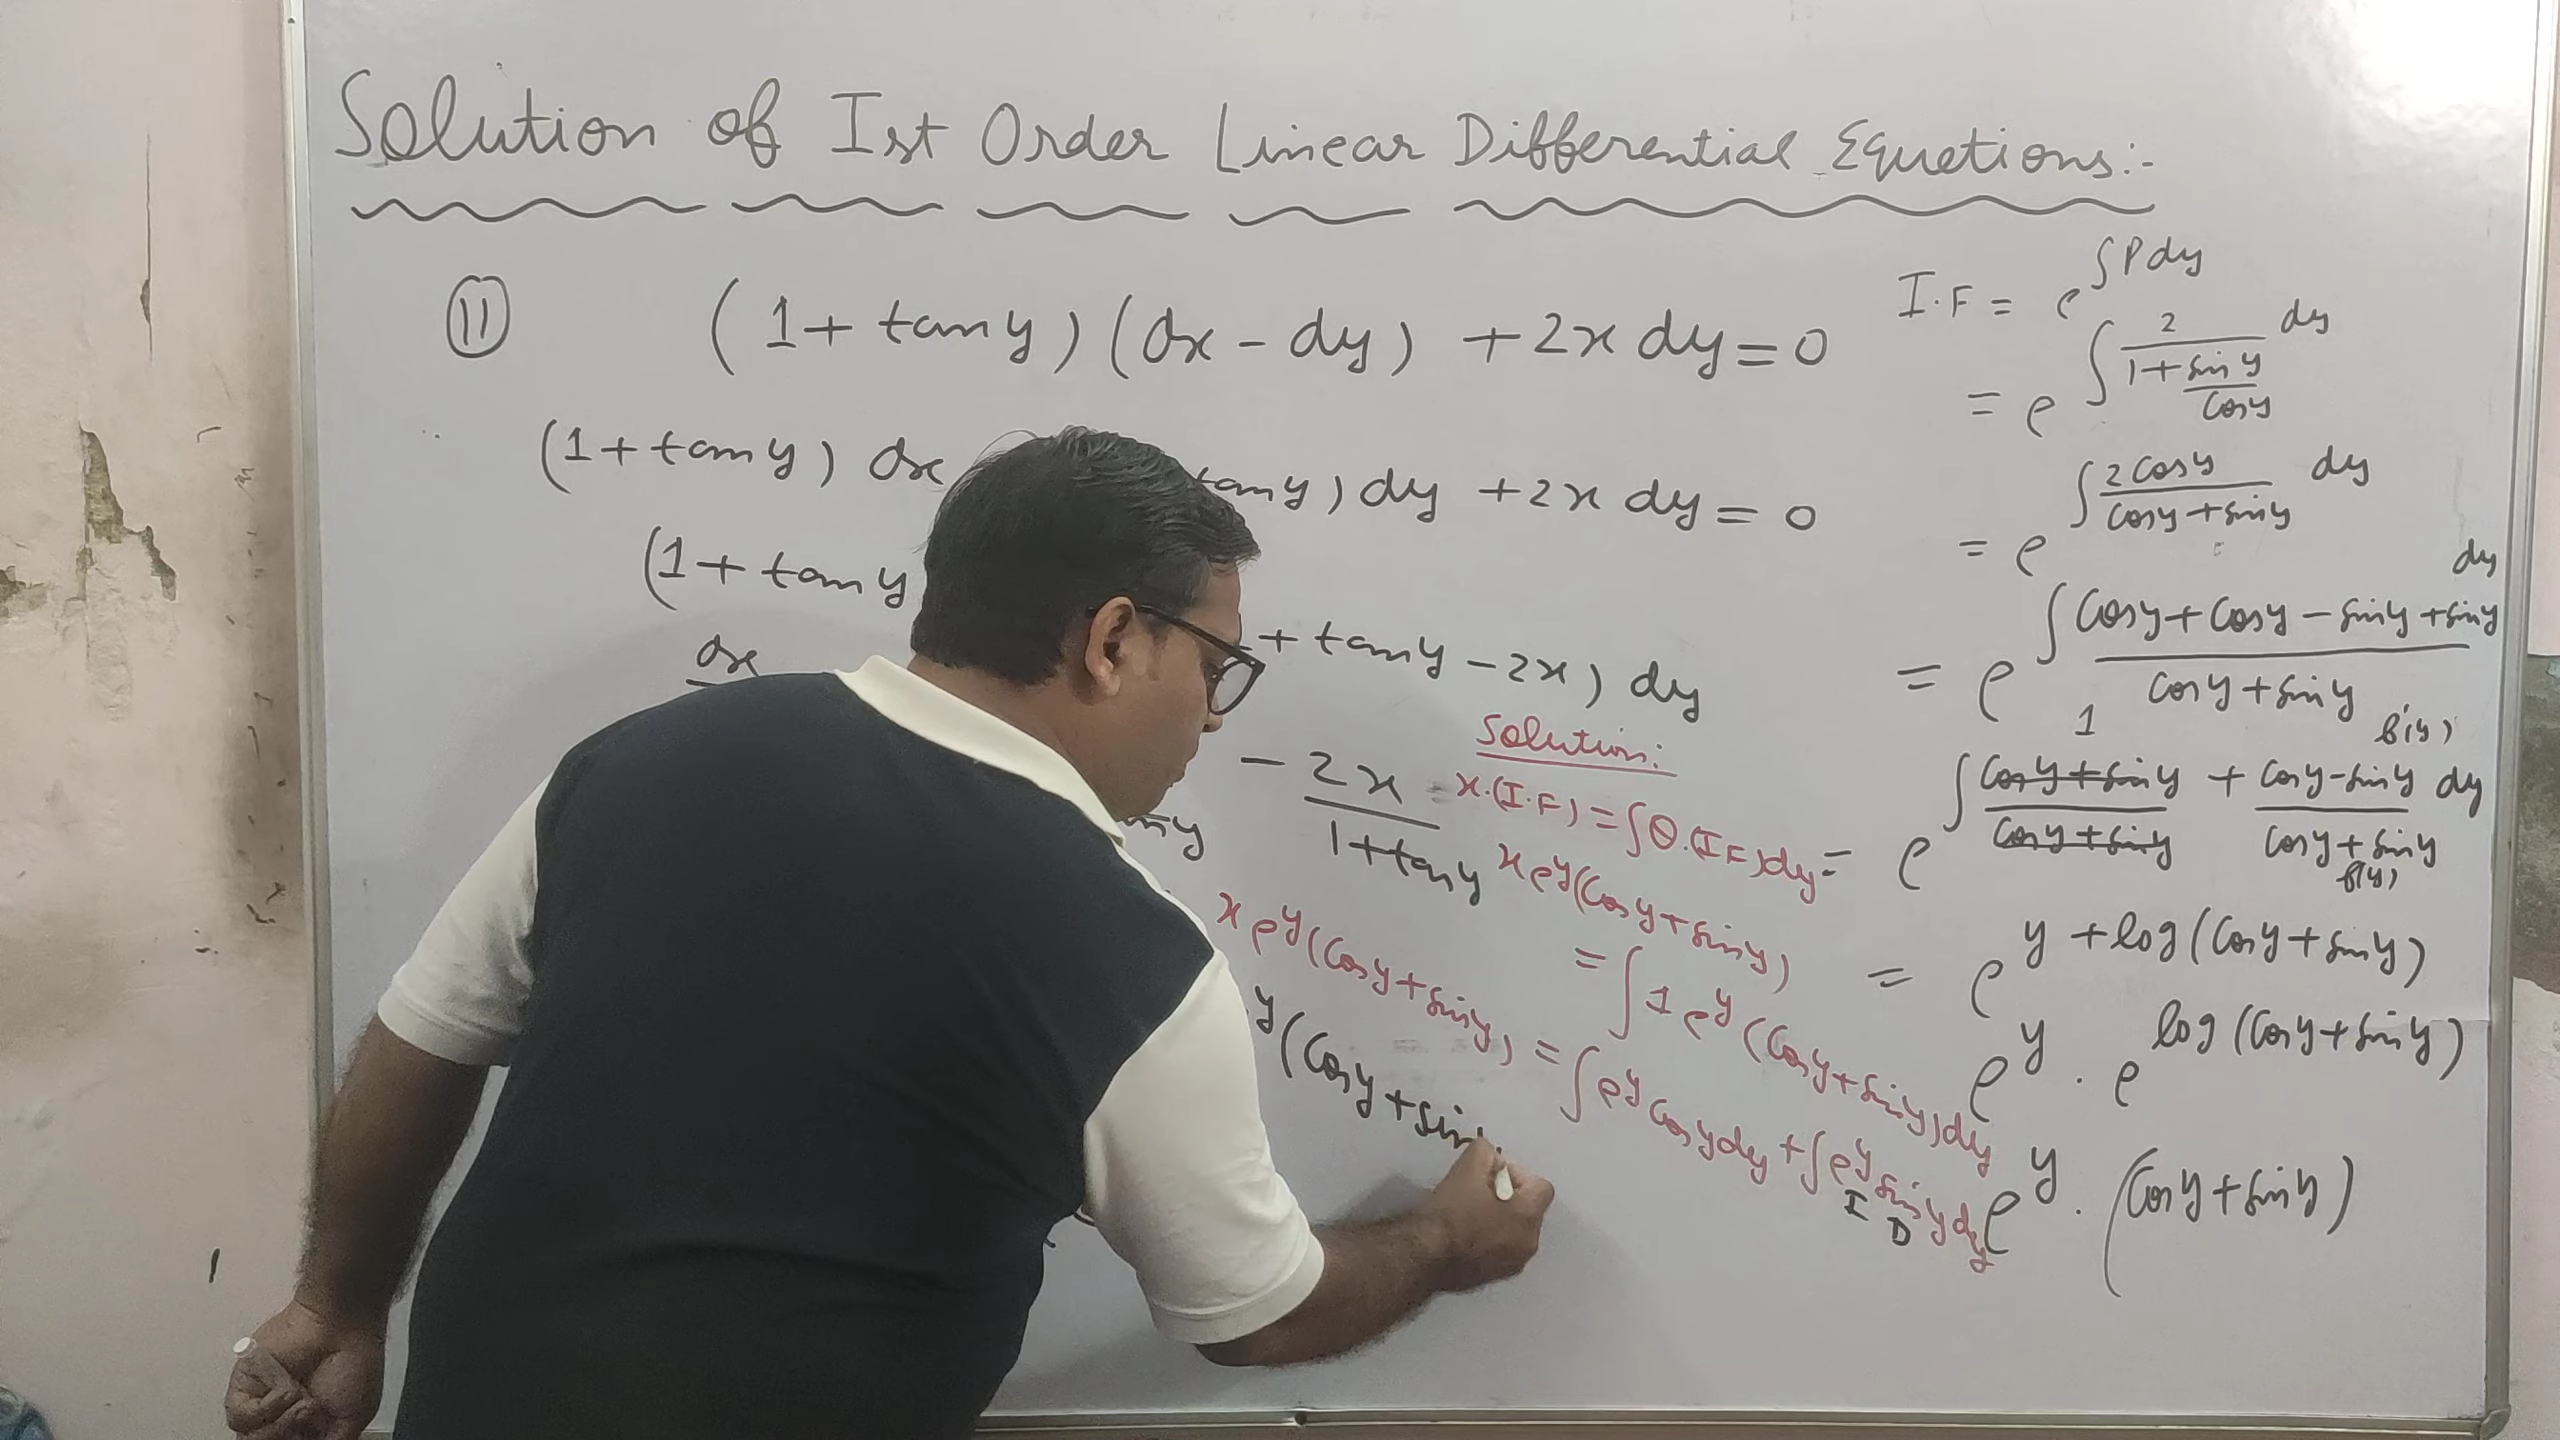 Solution of Ist Order Linear Differential Equetions:-
(11) (1 + tan y) (dx - dy) + 2x dy = 0
(1 + tan y) dx tan y) dy + 2x dy = 0
(1 + tan y + tan y - 2x) dy
dx
- 2x / 1 + tan y
Solution:
x.(I.F) = ∫Θ.(I.F) dy
x e^y (Cos y + sin y)
= ∫ 1 e^y (Cos y + sin y) dy
x e^y (Cos y + sin y) = ∫ e^y Cos y dy + ∫ e^y sin y dy
I D
y (Cos y + sin
I.F = e^∫P dy
= e^∫ 2 / (1 + sin y / Cos y) dy
= e^∫ 2 Cos y / (Cos y + sin y) dy
= e^∫ (Cos y + Cos y - sin y + sin y) / (Cos y + sin y) dy
1 f'(y)
= e^∫ (Cos y + sin y) / (Cos y + sin y) + (Cos y - sin y) / (Cos y + sin y) dy
f(y)
= e^y + log (Cos y + sin y)
e^y . e^log (Cos y + sin y)
e^y . (Cos y + sin y)